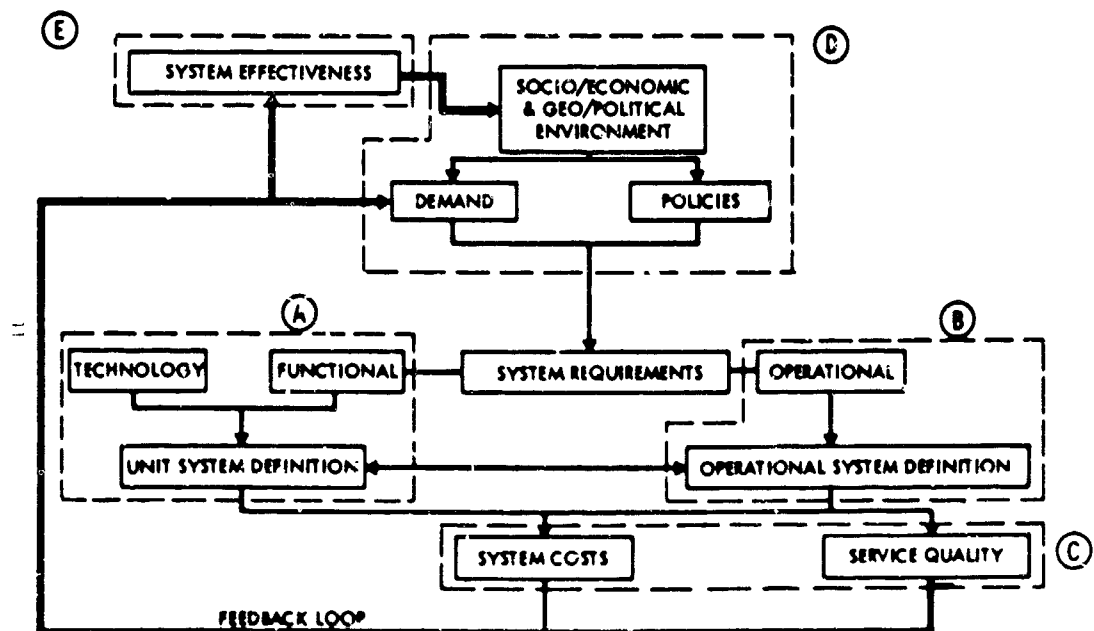 E
D
SYSTEM EFFECTIVENESS
SOCIO/ECONOMIC
& GEO/POLITICAL
ENVIRONMENT
DEMAND
POLICIES
A
B
TECHNOLOGY
FUNCTIONAL
SYSTEM REQUIREMENTS
OPERATIONAL
UNIT SYSTEM DEFINITION
OPERATIONAL SYSTEM DEFINITION
SYSTEM COSTS
SERVICE QUALITY
C
FEEDBACK LOOP